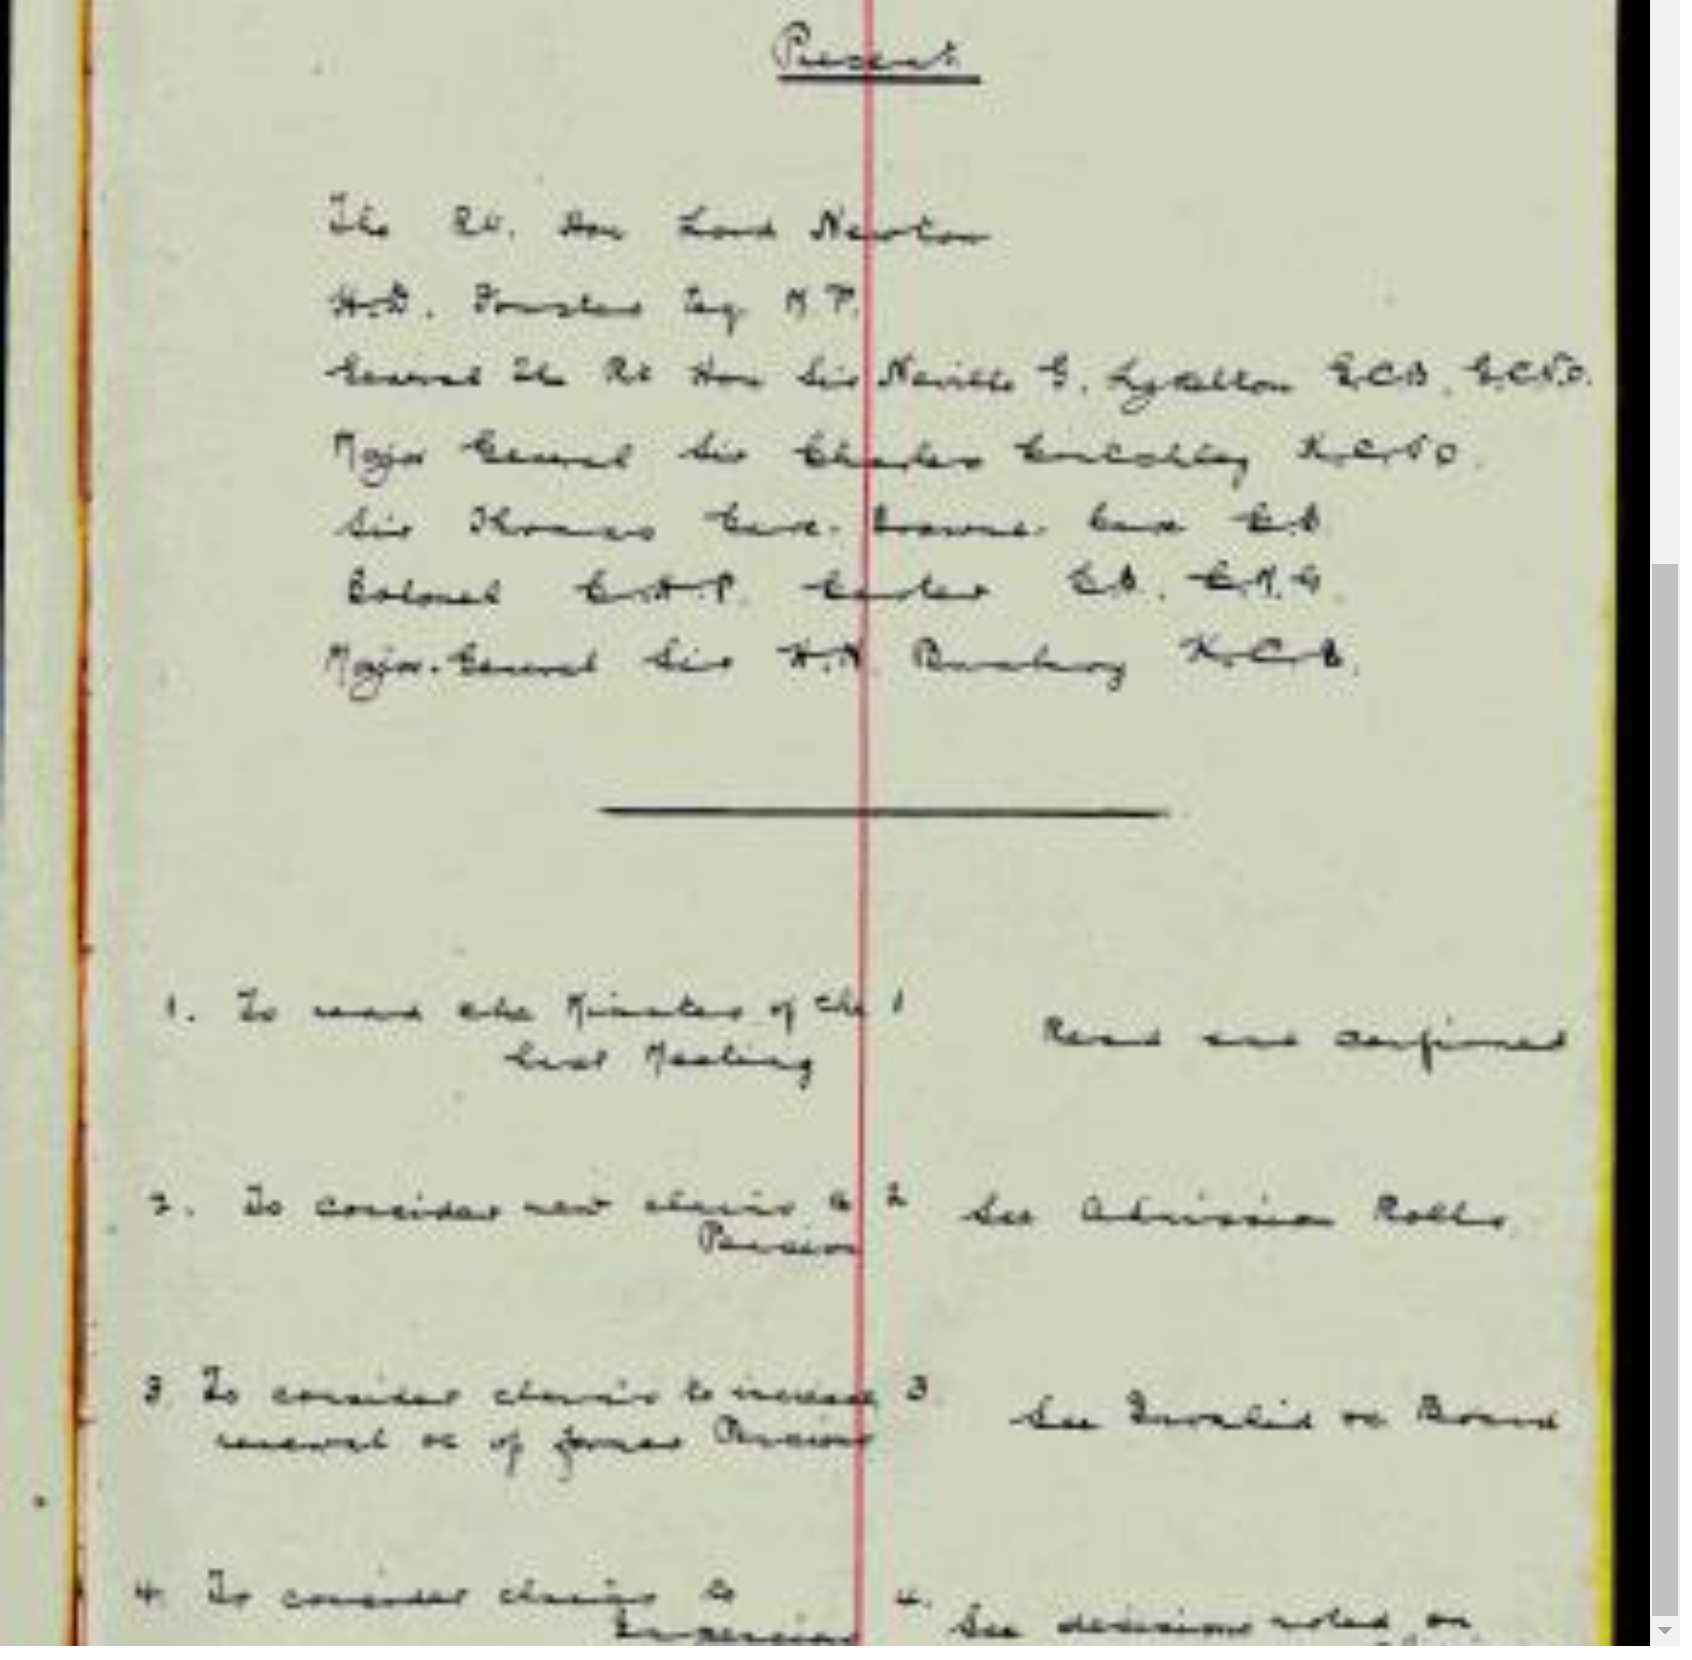 Present.
The Rt. Hon Lord Newton
H.W. Forster Esq M.P.
General The Rt Hon Sir Neville G. Lyttelton G.C.B. G.C.V.O.
Major General Sir Charles Crutchley K.C.V.O.
Sir Thomas Gore-Browne- C.B.
Colonel C.H.P. Carter C.B. C.M.G.
Major-General Sir H.N. Bunbury K.C.B.
1. To read the Minutes of the
last Meeting
1 Read and confirmed
2. To consider new claims to
Pension
2 See Admission Rolls.
3 To consider claims to increase
renewal &c of former Pensions
3. See Invalid &c Board
4. To consider claims to
4. See decisions noted on